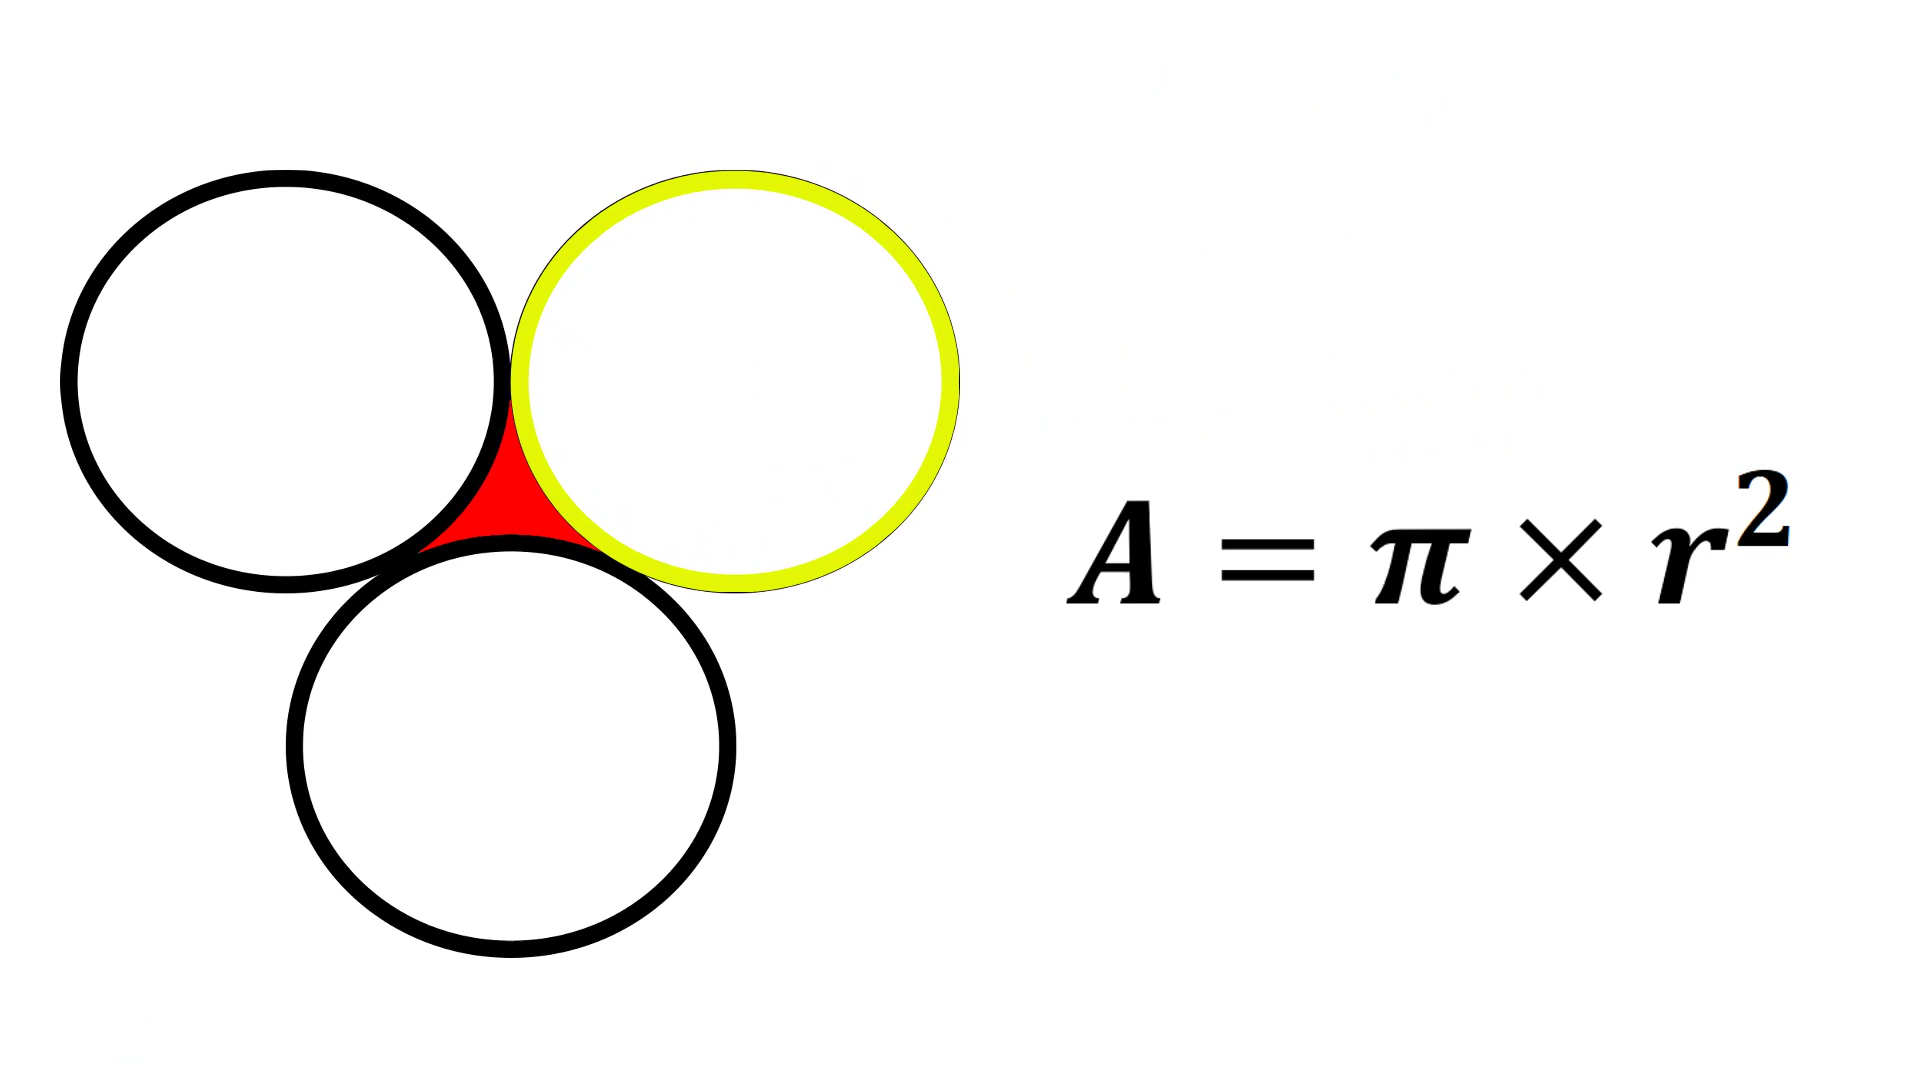 A = π × r²